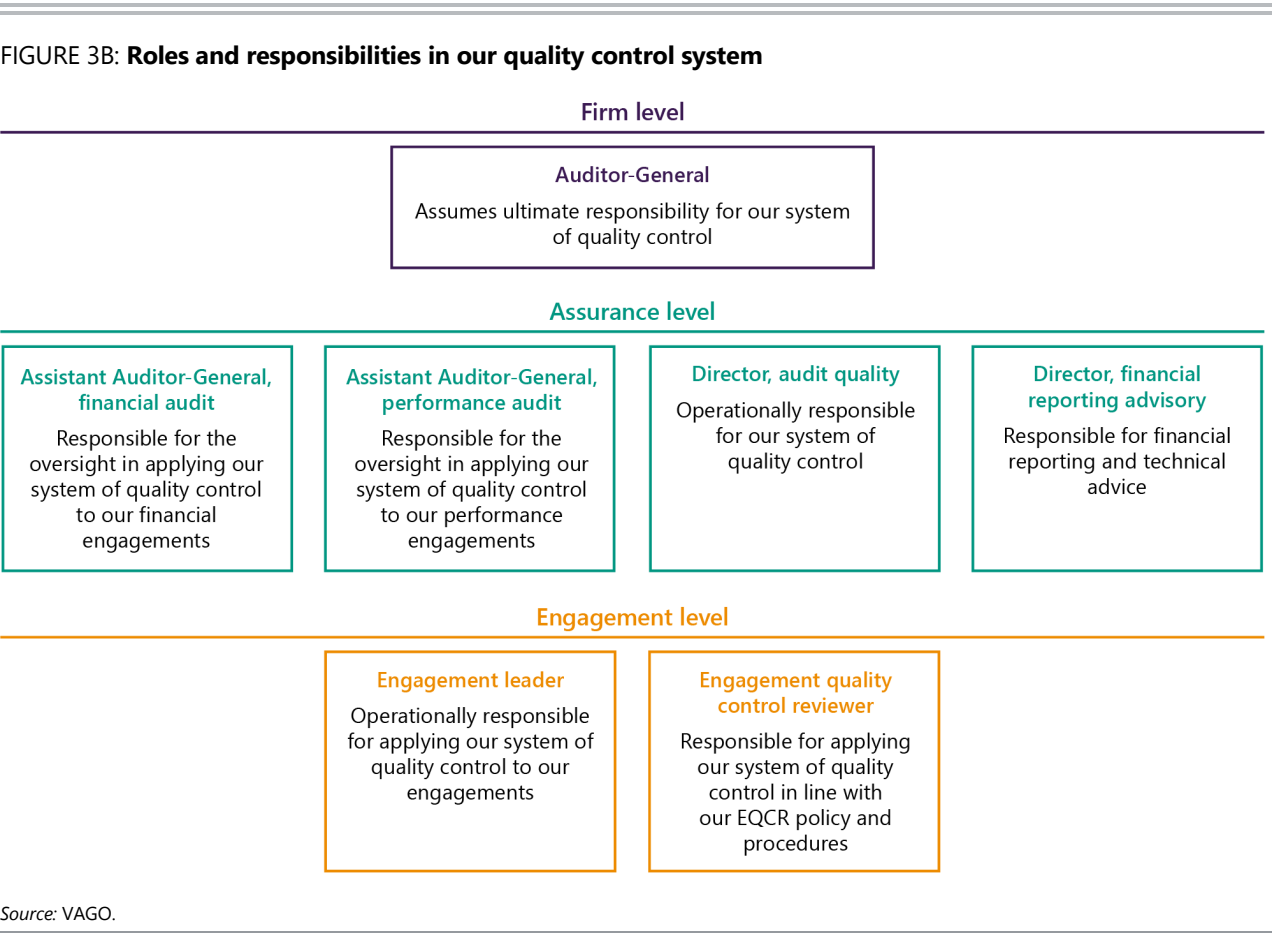 FIGURE 3B: Roles and responsibilities in our quality control system
Firm level
Auditor-General
Assumes ultimate responsibility for our system
of quality control
Assurance level
Assistant Auditor-General,
financial audit
Responsible for the
oversight in applying our
system of quality control
to our financial
engagements
Assistant Auditor-General,
performance audit
Responsible for the
oversight in applying our
system of quality control
to our performance
engagements
Director, audit quality
Operationally responsible
for our system of
quality control
Director, financial
reporting advisory
Responsible for financial
reporting and technical
advice
Engagement level
Engagement leader
Operationally responsible
for applying our system of
quality control to our
engagements
Engagement quality
control reviewer
Responsible for applying
our system of quality
control in line with
our EQCR policy and
procedures
Source: VAGO.